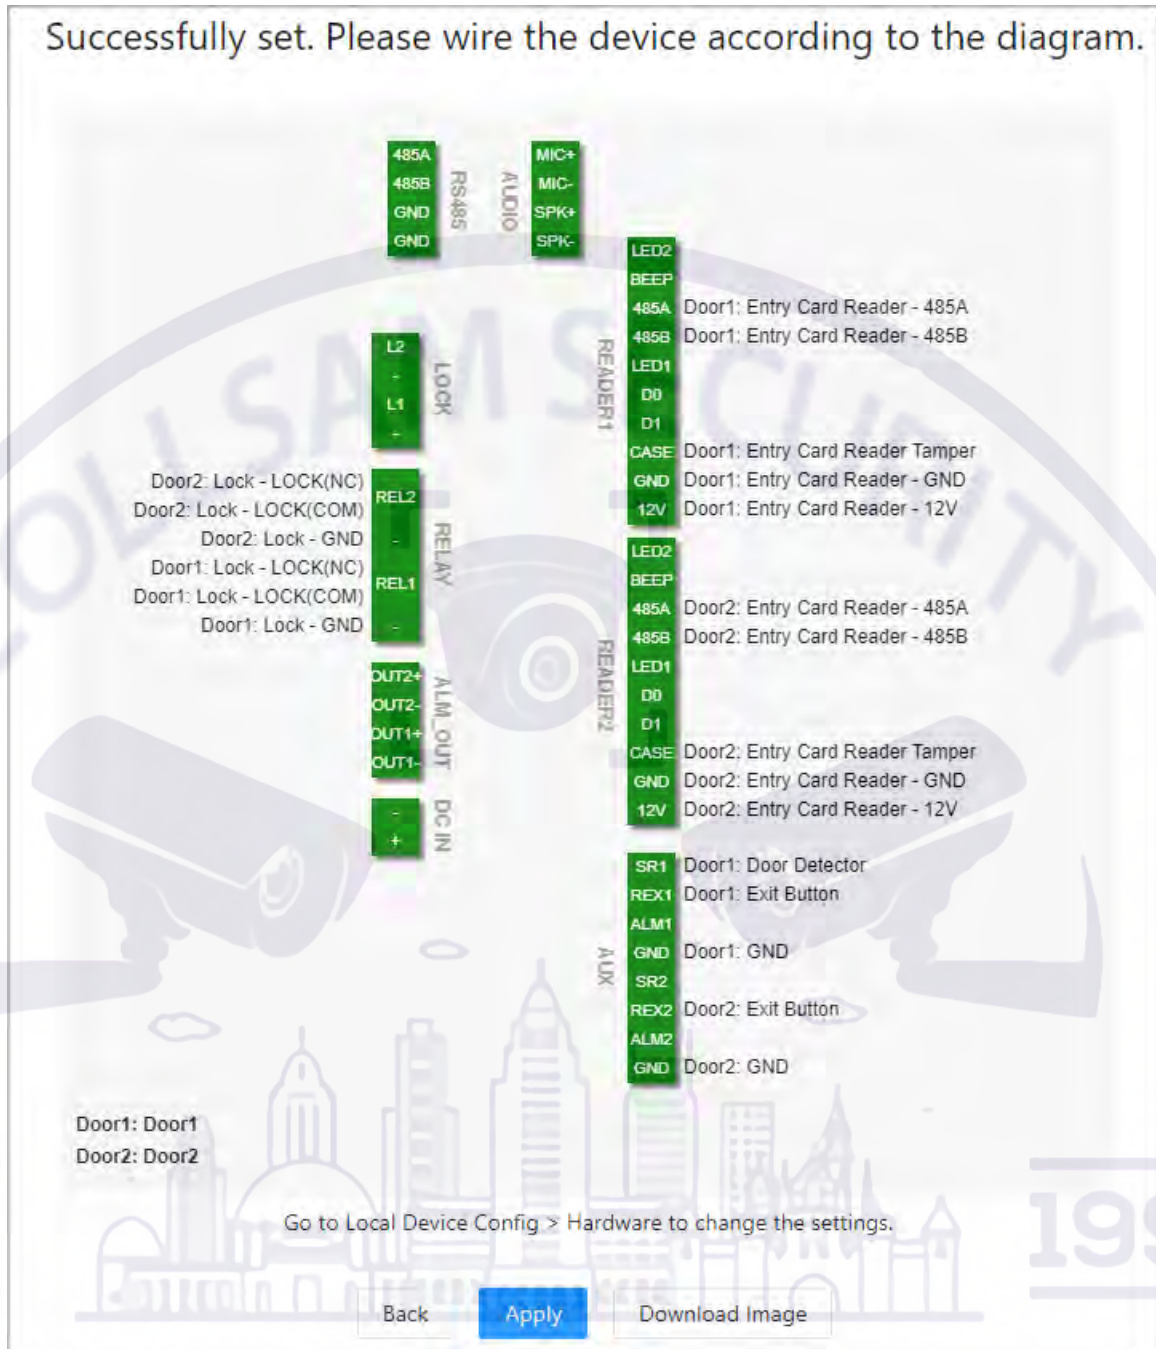 Successfully set. Please wire the device according to the diagram.
485A
485B
GND
GND
RS485
AUDIO
MIC+
MIC-
SPK+
SPK-
L2
-
L1
+
LOCK
Door2: Lock - LOCK(NC)
Door2: Lock - LOCK(COM)
Door2: Lock - GND
Door1: Lock - LOCK(NC)
Door1: Lock - LOCK(COM)
Door1: Lock - GND
REL2
-
REL1
-
RELAY
OUT2+
OUT2-
OUT1+
OUT1-
ALM_OUT
-
+
DC IN
READER1
LED2
BEEP
485A Door1: Entry Card Reader - 485A
485B Door1: Entry Card Reader - 485B
LED1
D0
D1
CASE Door1: Entry Card Reader Tamper
GND Door1: Entry Card Reader - GND
12V Door1: Entry Card Reader - 12V
READER2
LED2
BEEP
485A Door2: Entry Card Reader - 485A
485B Door2: Entry Card Reader - 485B
LED1
D0
D1
CASE Door2: Entry Card Reader Tamper
GND Door2: Entry Card Reader - GND
12V Door2: Entry Card Reader - 12V
AUX
SR1 Door1: Door Detector
REX1 Door1: Exit Button
ALM1
GND Door1: GND
SR2
REX2 Door2: Exit Button
ALM2
GND Door2: GND
Door1: Door1
Door2: Door2
Go to Local Device Config > Hardware to change the settings.
Back Apply Download Image
COLLSAM SECURITY
199